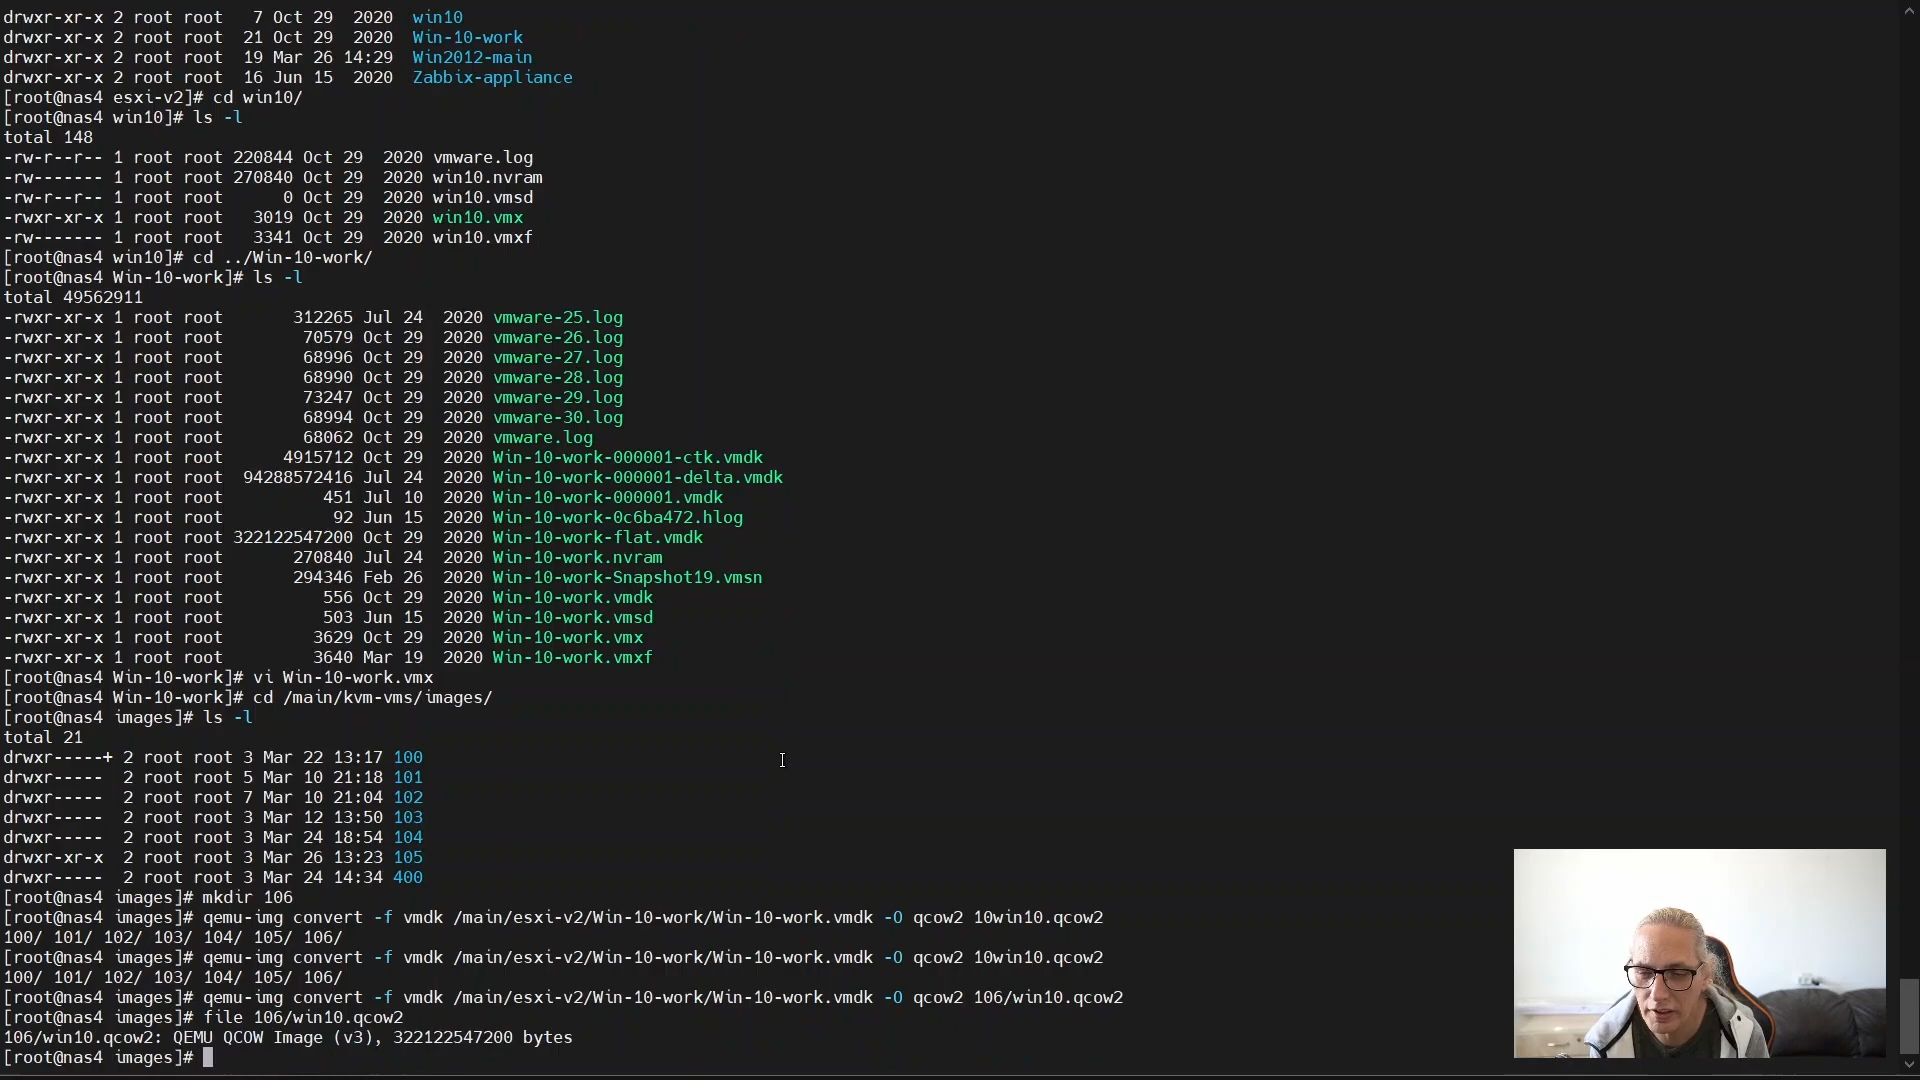 drwxr-xr-x 2 root root   7 Oct 29  2020  win10
drwxr-xr-x 2 root root  21 Oct 29  2020  Win-10-work
drwxr-xr-x 2 root root  19 Mar 26 14:29  Win2012-main
drwxr-xr-x 2 root root  16 Jun 15  2020  Zabbix-appliance
[root@nas4 esxi-v2]# cd win10/
[root@nas4 win10]# ls -l
total 148
-rw-r--r-- 1 root root 220844 Oct 29  2020 vmware.log
-rw------- 1 root root 270840 Oct 29  2020 win10.nvram
-rw-r--r-- 1 root root      0 Oct 29  2020 win10.vmsd
-rwxr-xr-x 1 root root   3019 Oct 29  2020 win10.vmx
-rw------- 1 root root   3341 Oct 29  2020 win10.vmxf
[root@nas4 win10]# cd ../Win-10-work/
[root@nas4 Win-10-work]# ls -l
total 49562911
-rwxr-xr-x 1 root root       312265 Jul 24  2020 vmware-25.log
-rwxr-xr-x 1 root root        70579 Oct 29  2020 vmware-26.log
-rwxr-xr-x 1 root root        68996 Oct 29  2020 vmware-27.log
-rwxr-xr-x 1 root root        68990 Oct 29  2020 vmware-28.log
-rwxr-xr-x 1 root root        73247 Oct 29  2020 vmware-29.log
-rwxr-xr-x 1 root root        68994 Oct 29  2020 vmware-30.log
-rwxr-xr-x 1 root root        68062 Oct 29  2020 vmware.log
-rwxr-xr-x 1 root root      4915712 Oct 29  2020 Win-10-work-000001-ctk.vmdk
-rwxr-xr-x 1 root root  94288572416 Jul 24  2020 Win-10-work-000001-delta.vmdk
-rwxr-xr-x 1 root root          451 Jul 10  2020 Win-10-work-000001.vmdk
-rwxr-xr-x 1 root root           92 Jun 15  2020 Win-10-work-0c6ba472.hlog
-rwxr-xr-x 1 root root 322122547200 Oct 29  2020 Win-10-work-flat.vmdk
-rwxr-xr-x 1 root root       270840 Jul 24  2020 Win-10-work.nvram
-rwxr-xr-x 1 root root       294346 Feb 26  2020 Win-10-work-Snapshot19.vmsn
-rwxr-xr-x 1 root root          556 Oct 29  2020 Win-10-work.vmdk
-rwxr-xr-x 1 root root          503 Jun 15  2020 Win-10-work.vmsd
-rwxr-xr-x 1 root root         3629 Oct 29  2020 Win-10-work.vmx
-rwxr-xr-x 1 root root         3640 Mar 19  2020 Win-10-work.vmxf
[root@nas4 Win-10-work]# vi Win-10-work.vmx
[root@nas4 Win-10-work]# cd /main/kvm-vms/images/
[root@nas4 images]# ls -l
total 21
drwxr-----+ 2 root root 3 Mar 22 13:17 100
drwxr-----  2 root root 5 Mar 10 21:18 101
drwxr-----  2 root root 7 Mar 10 21:04 102
drwxr-----  2 root root 3 Mar 12 13:50 103
drwxr-----  2 root root 3 Mar 24 18:54 104
drwxr-xr-x  2 root root 3 Mar 26 13:23 105
drwxr-----  2 root root 3 Mar 24 14:34 400
[root@nas4 images]# mkdir 106
[root@nas4 images]# qemu-img convert -f vmdk /main/esxi-v2/Win-10-work/Win-10-work.vmdk -O qcow2 10win10.qcow2
100/ 101/ 102/ 103/ 104/ 105/ 106/
[root@nas4 images]# qemu-img convert -f vmdk /main/esxi-v2/Win-10-work/Win-10-work.vmdk -O qcow2 10win10.qcow2
100/ 101/ 102/ 103/ 104/ 105/ 106/
[root@nas4 images]# qemu-img convert -f vmdk /main/esxi-v2/Win-10-work/Win-10-work.vmdk -O qcow2 106/win10.qcow2
[root@nas4 images]# file 106/win10.qcow2
106/win10.qcow2: QEMU QCOW Image (v3), 322122547200 bytes
[root@nas4 images]#